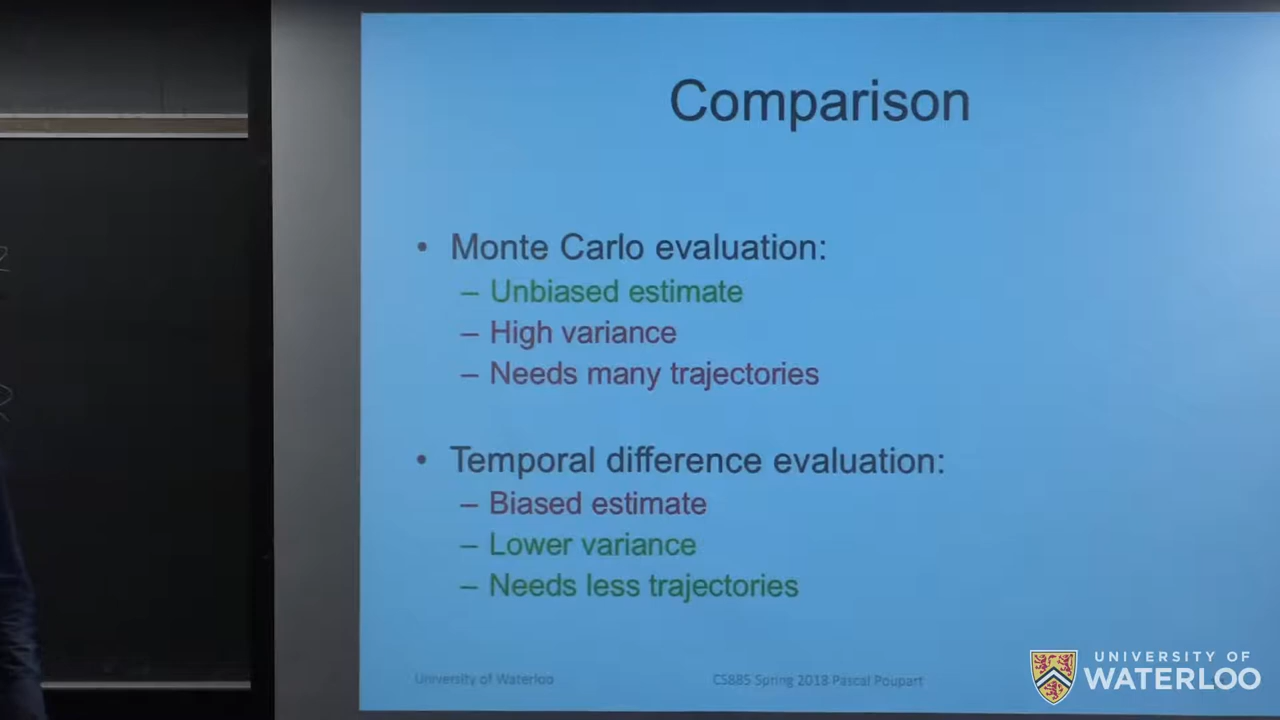 Comparison
• Monte Carlo evaluation:
– Unbiased estimate
– High variance
– Needs many trajectories
• Temporal difference evaluation:
– Biased estimate
– Lower variance
– Needs less trajectories
University of Waterloo
CS885 Spring 2018 Pascal Poupart
UNIVERSITY OF
WATERLOO